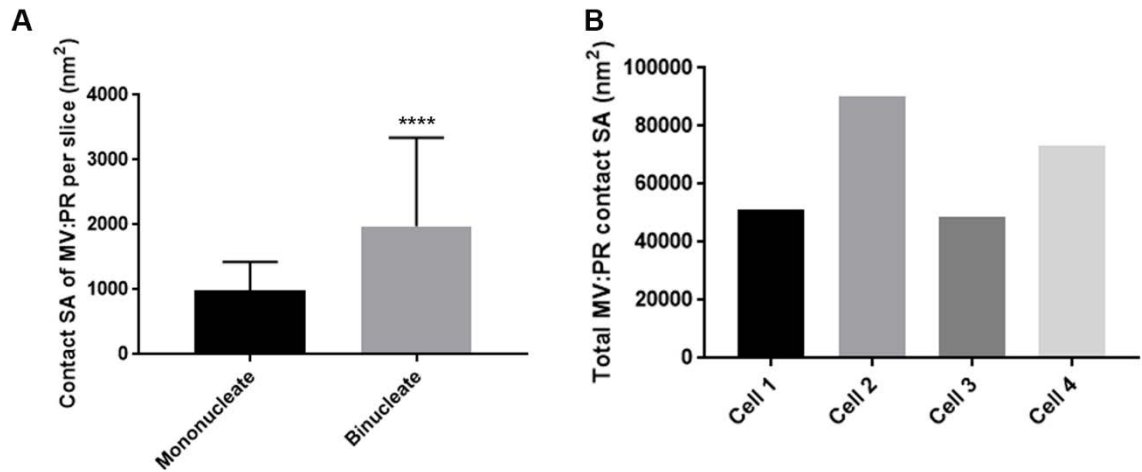 A
Contact SA of MV:PR per slice (nm²)
4000
3000
2000
1000
0
****
Mononucleate
Binucleate
B
Total MV:PR contact SA (nm²)
100000
80000
60000
40000
20000
0
Cell 1
Cell 2
Cell 3
Cell 4